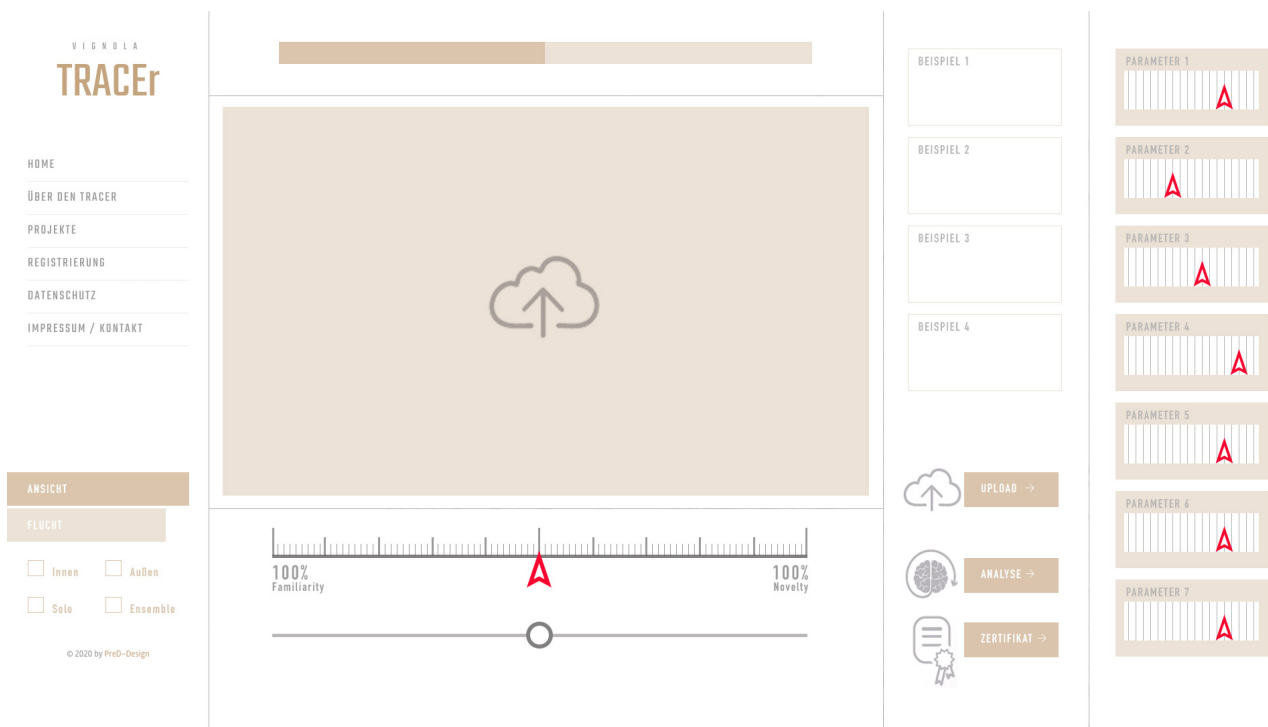 VIGNOLA
TRACEr
HOME
ÜBER DEN TRACER
PROJEKTE
REGISTRIERUNG
DATENSCHUTZ
IMPRESSUM / KONTAKT
ANSICHT
FLUCHT
Innen Außen
Solo Ensemble
© 2020 by PreD-Design
100% 100%
Familiarity Novelty
BEISPIEL 1
BEISPIEL 2
BEISPIEL 3
BEISPIEL 4
UPLOAD →
ANALYSE →
ZERTIFIKAT →
PARAMETER 1
PARAMETER 2
PARAMETER 3
PARAMETER 4
PARAMETER 5
PARAMETER 6
PARAMETER 7